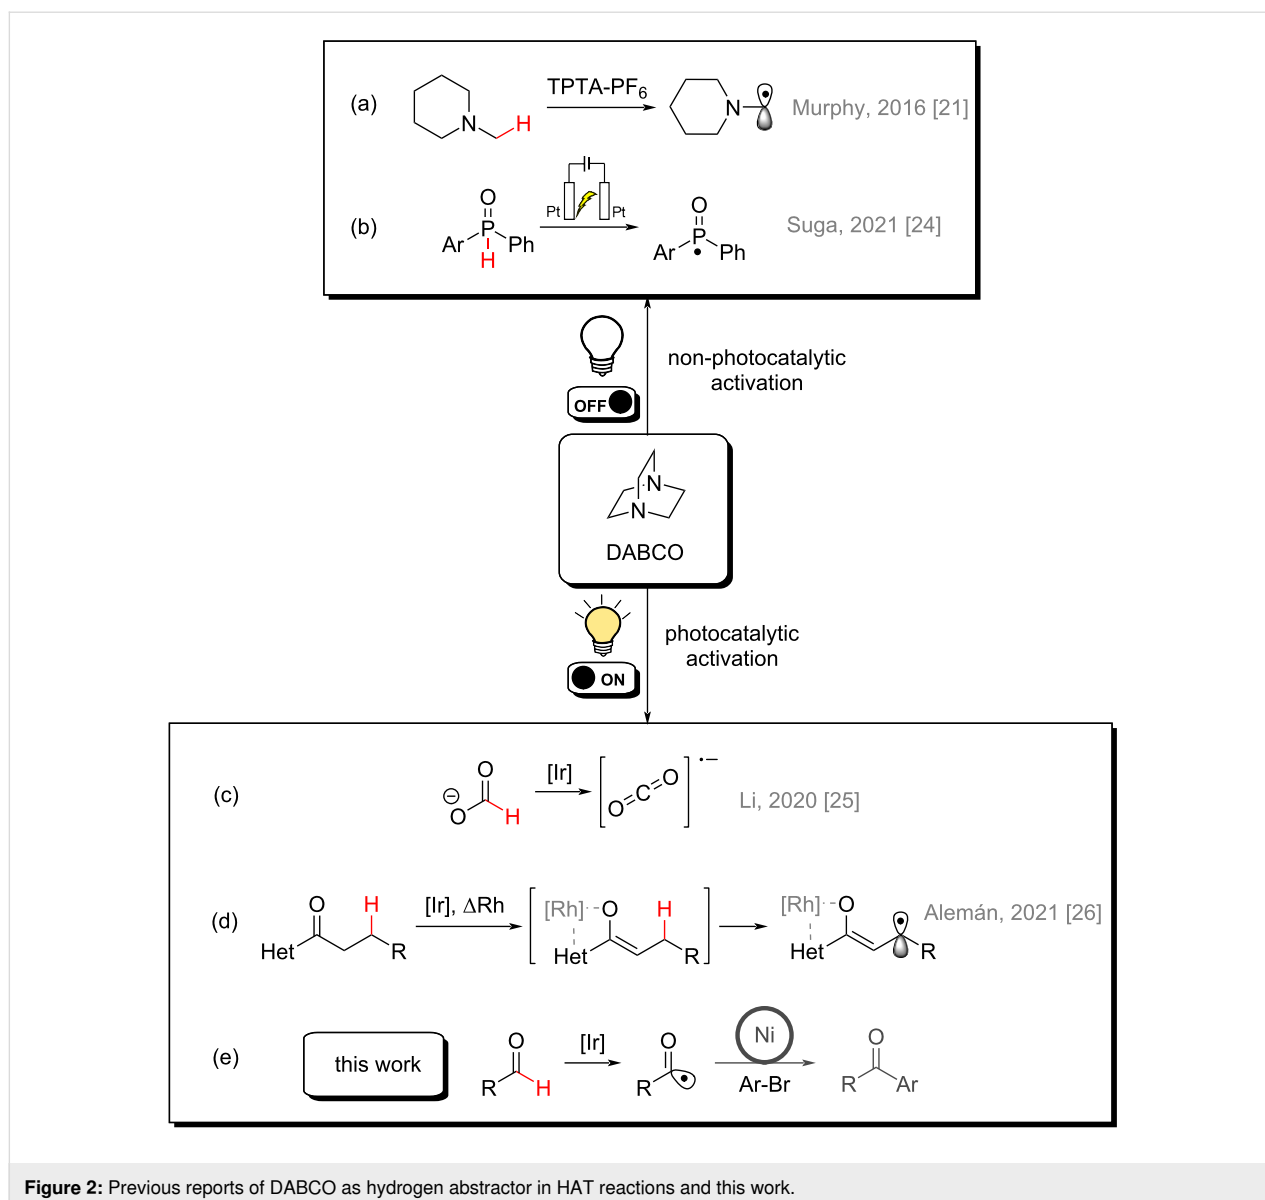 (a)
N
H
TPTA-PF6
N
Murphy, 2016 [21]
(b)
O
P
Ar
Ph
H
Pt
Pt
O
P
Ar
Ph
Suga, 2021 [24]
non-photocatalytic
activation
OFF
N
N
DABCO
photocatalytic
activation
ON
(c)
O
O
H
[Ir]
O
C
O
Li, 2020 [25]
(d)
O
H
Het
R
[Ir], ΔRh
[Rh]
O
H
Het
R
[Rh]
O
Het
R
Alemán, 2021 [26]
(e)
this work
O
R
H
[Ir]
O
R
Ni
Ar-Br
O
R
Ar
Figure 2: Previous reports of DABCO as hydrogen abstractor in HAT reactions and this work.